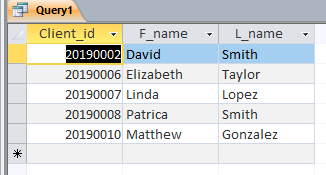 Query1
Client_id F_name L_name
20190002 David Smith
20190006 Elizabeth Taylor
20190007 Linda Lopez
20190008 Patrica Smith
20190010 Matthew Gonzalez
*